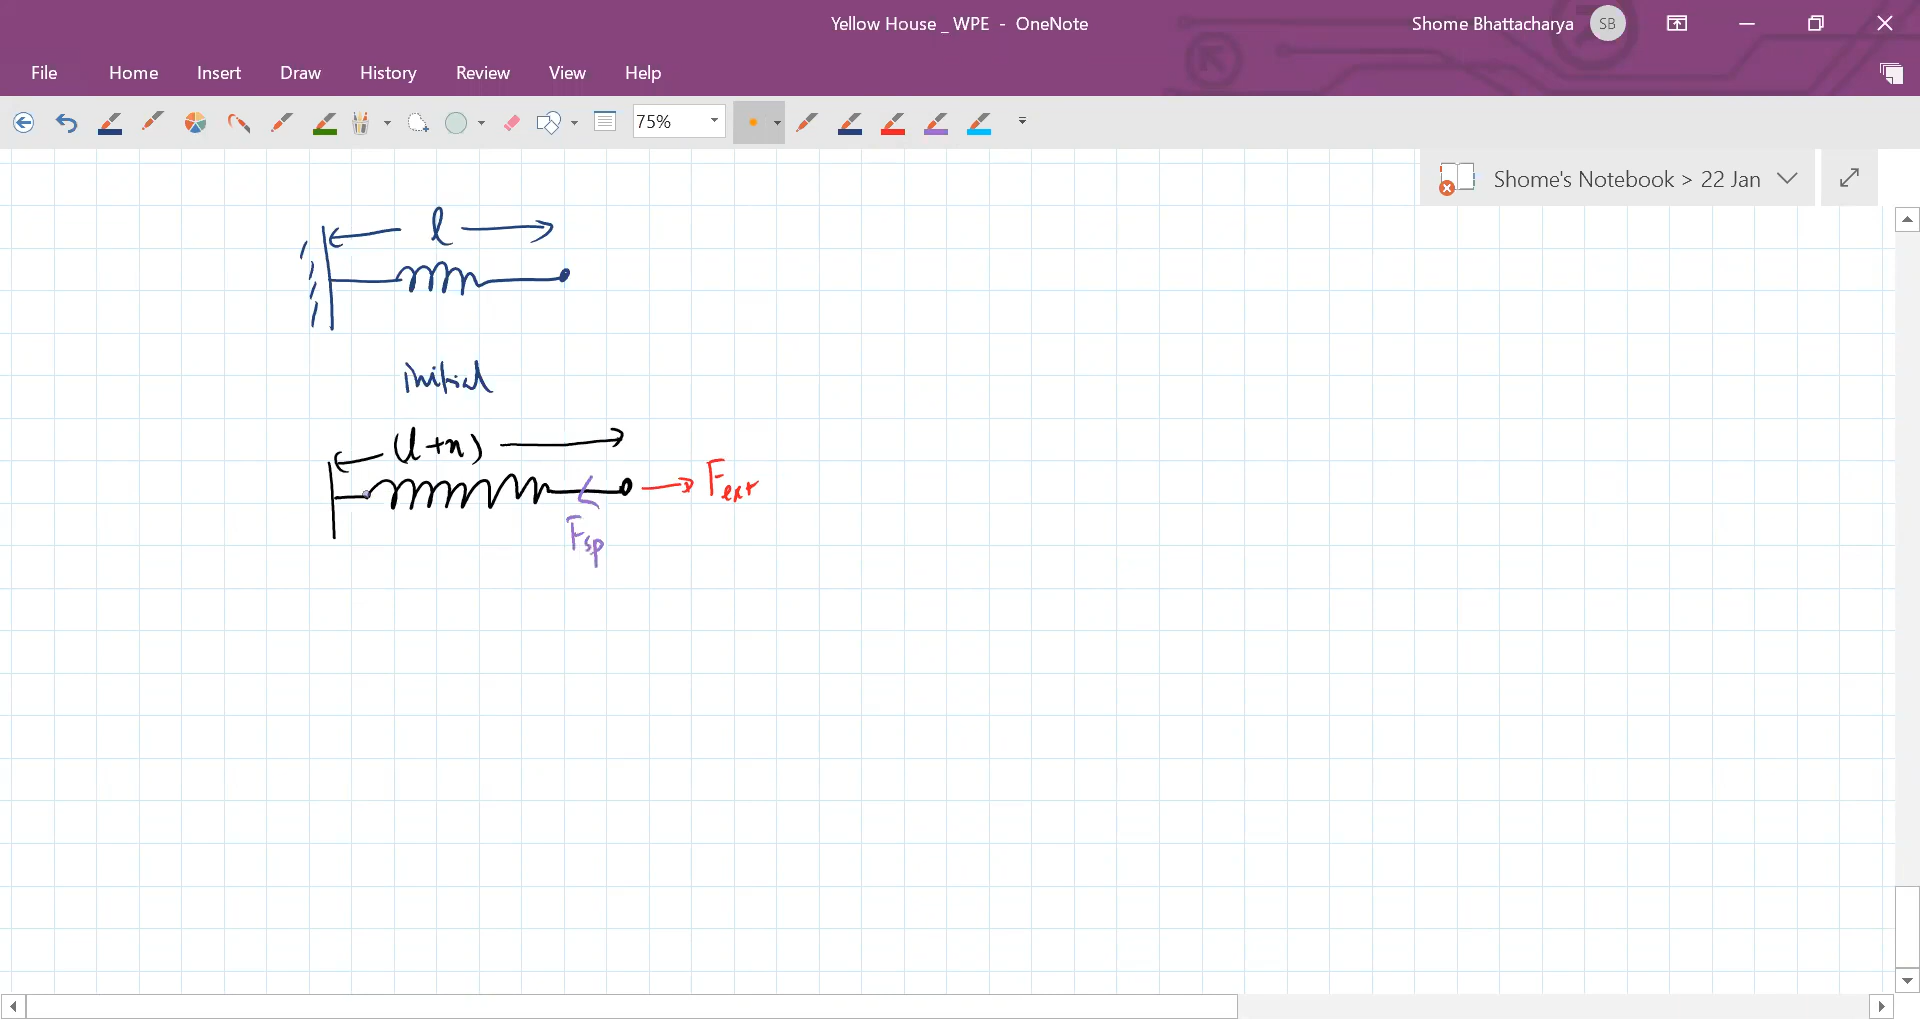 Yellow House _ WPE - OneNote
Shome Bhattacharya
SB
File Home Insert Draw History Review View Help
75%
Shome's Notebook > 22 Jan
l
initial
(l+x)
Fext
Fsp